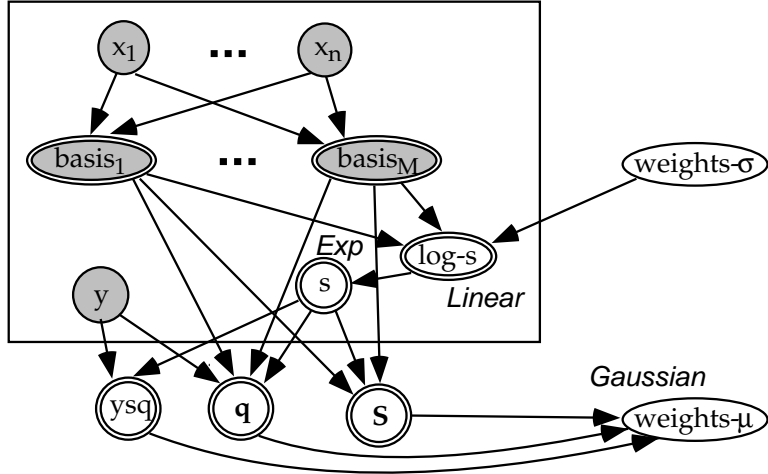 x1 ... xn
basis1 ... basisM weights-σ
Exp log-s
s Linear
y
Gaussian
ysq q S weights-μ